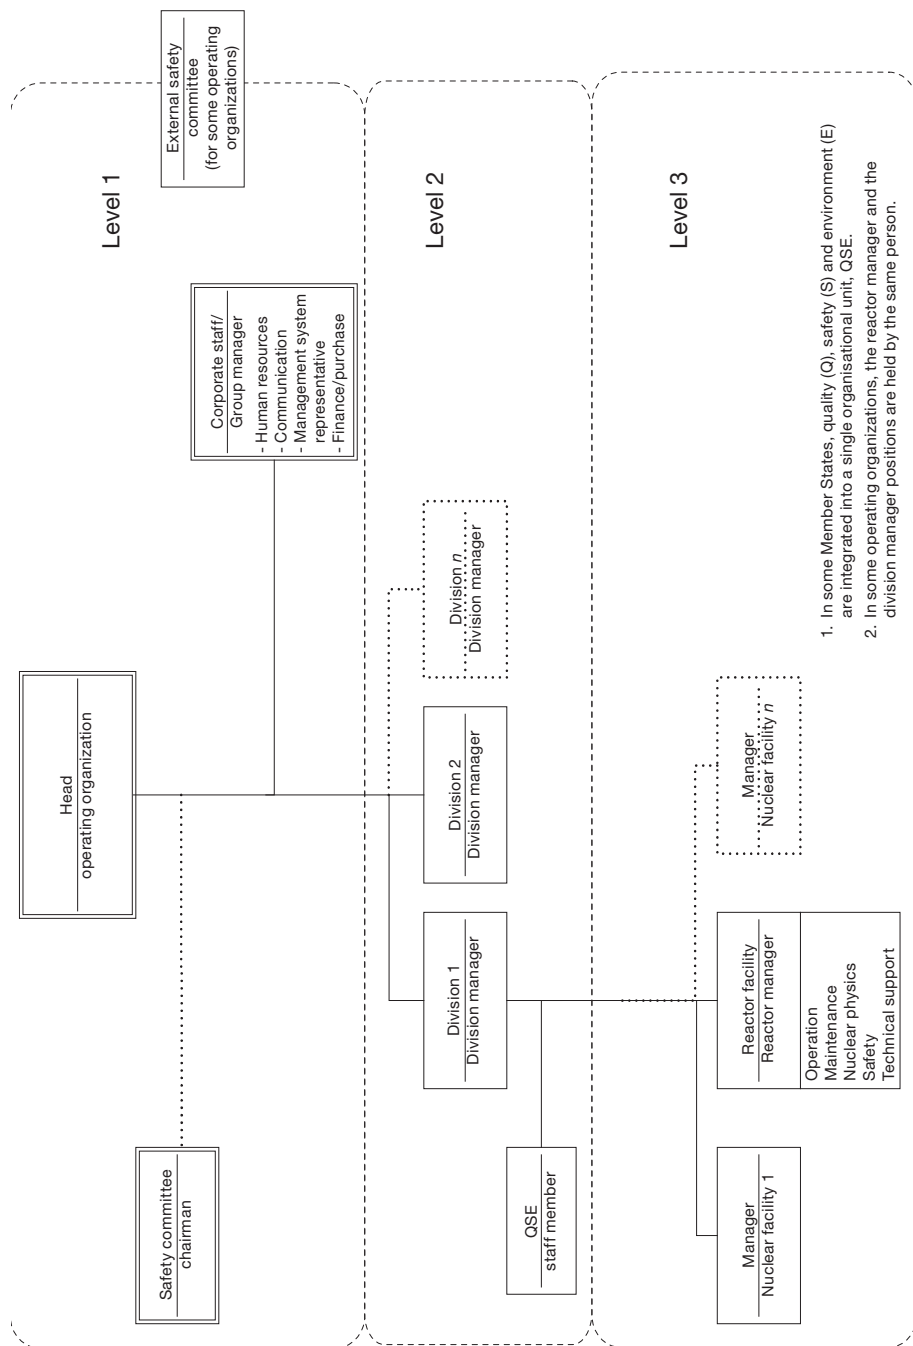 Level 1
External safety
committee
(for some operating
organizations)
Head
operating organization
Safety committee
chairman
Corporate staff/
Group manager
- Human resources
- Communication
- Management system
representative
- Finance/purchase
Level 2
Division 1
Division manager
Division 2
Division manager
Division n
Division manager
QSE
staff member
Level 3
Manager
Nuclear facility 1
Reactor facility
Reactor manager
Operation
Maintenance
Nuclear physics
Safety
Technical support
Manager
Nuclear facility n
1. In some Member States, quality (Q), safety (S) and environment (E)
are integrated into a single organisational unit, QSE.
2. In some operating organizations, the reactor manager and the
division manager positions are held by the same person.